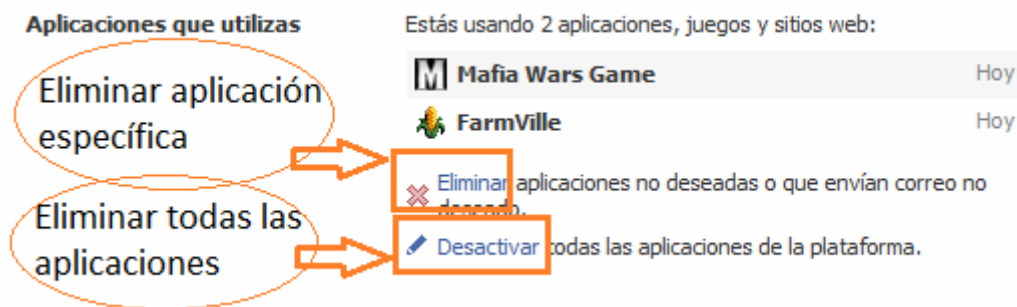 Aplicaciones que utilizas
Estás usando 2 aplicaciones, juegos y sitios web:
Eliminar aplicación
específica
Mafia Wars Game Hoy
FarmVille Hoy
Eliminar aplicaciones no deseadas o que envían correo no
deseado.
Eliminar todas las
aplicaciones
Desactivar todas las aplicaciones de la plataforma.